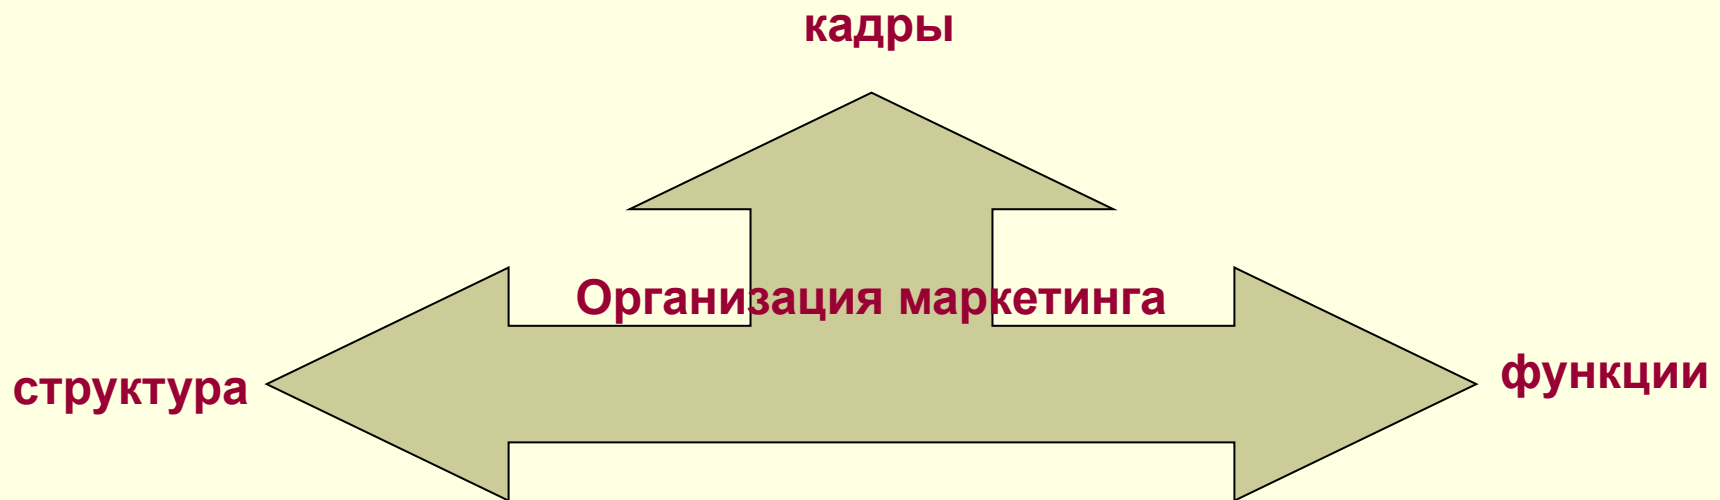 кадры
Организация маркетинга
структура
функции